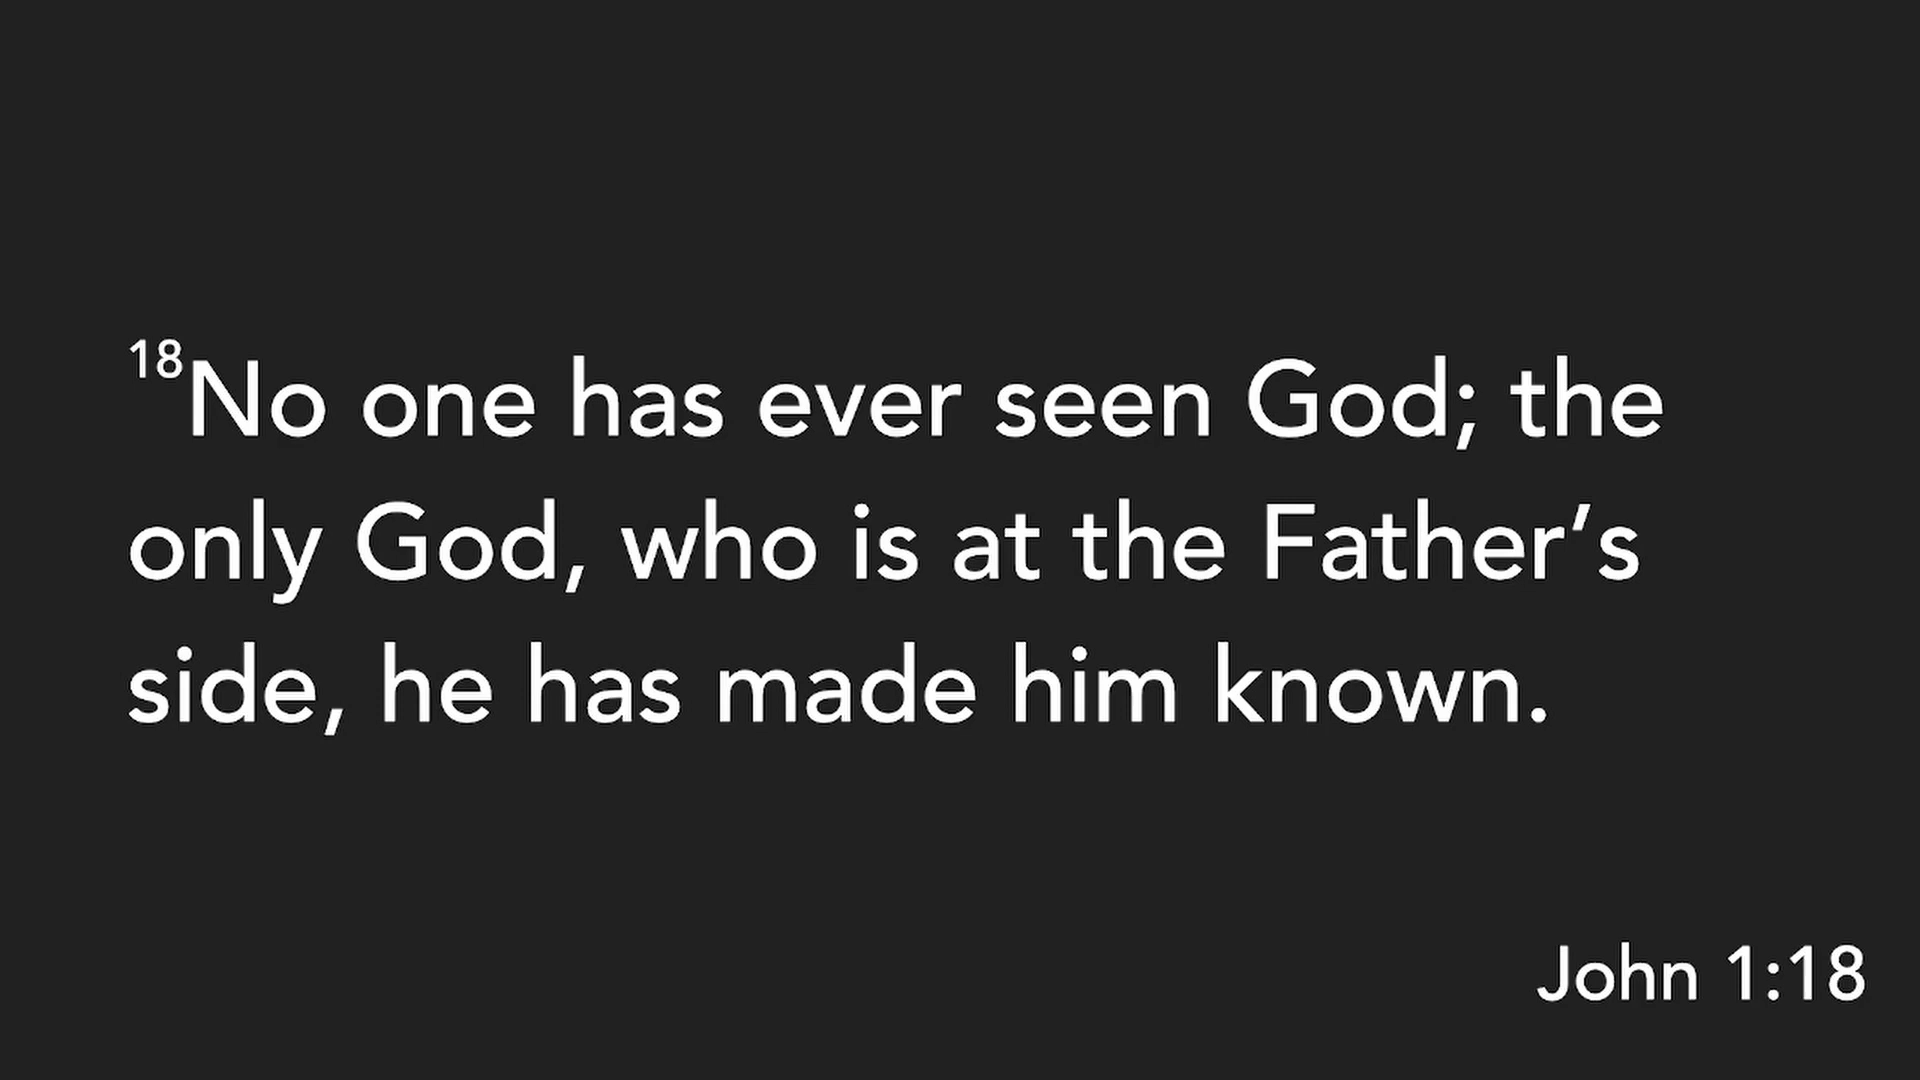 18No one has ever seen God; the
only God, who is at the Father’s
side, he has made him known.
John 1:18